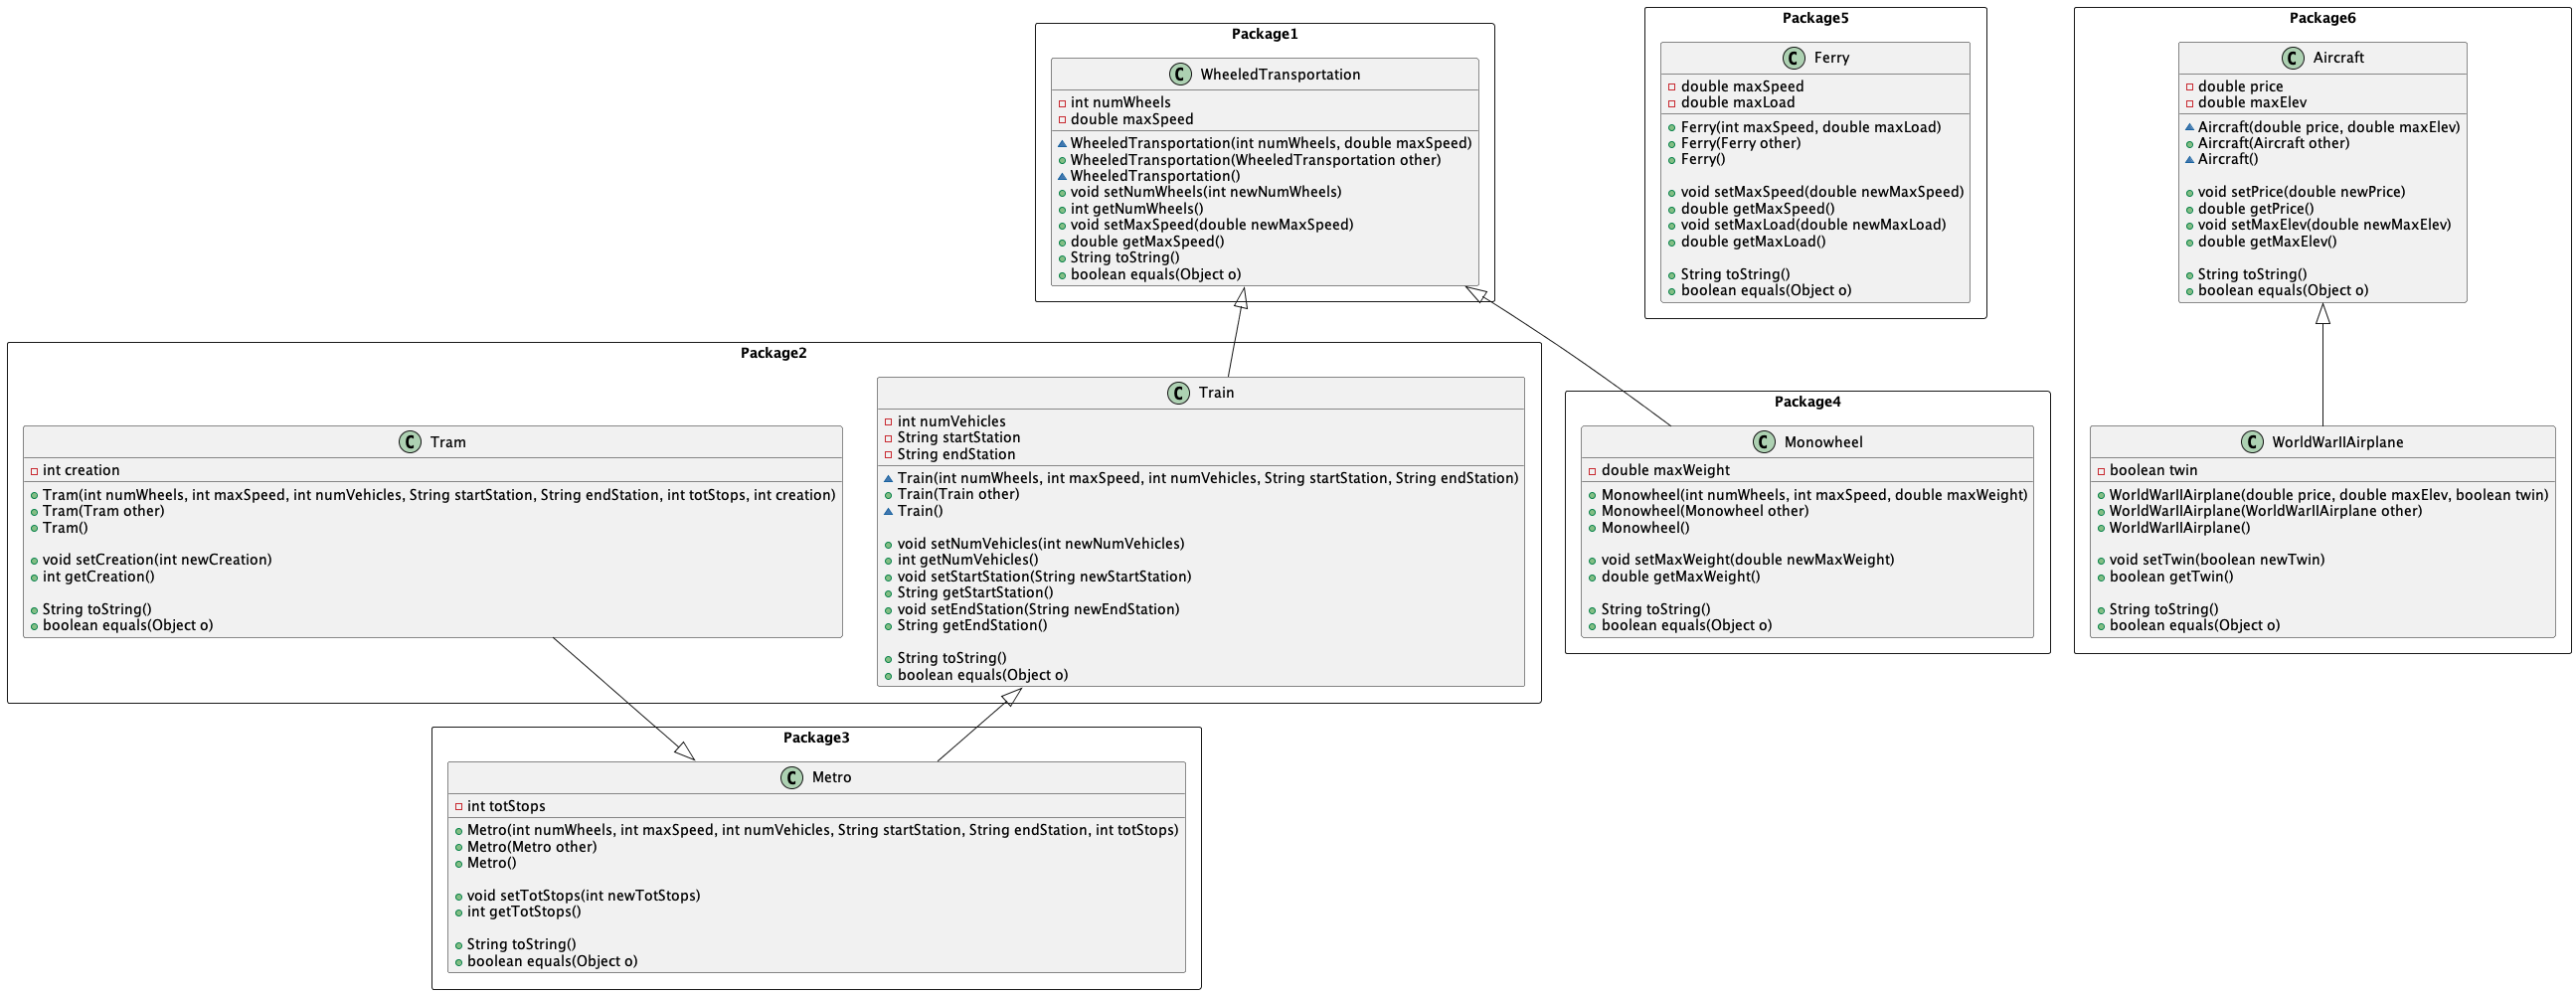 Package1
C WheeledTransportation
int numWheels
double maxSpeed
WheeledTransportation(int numWheels, double maxSpeed)
WheeledTransportation(WheeledTransportation other)
WheeledTransportation()
void setNumWheels(int newNumWheels)
int getNumWheels()
void setMaxSpeed(double newMaxSpeed)
double getMaxSpeed()
String toString()
boolean equals(Object o)
Package5
C Ferry
double maxSpeed
double maxLoad
Ferry(int maxSpeed, double maxLoad)
Ferry(Ferry other)
Ferry()
void setMaxSpeed(double newMaxSpeed)
double getMaxSpeed()
void setMaxLoad(double newMaxLoad)
double getMaxLoad()
String toString()
boolean equals(Object o)
Package6
C Aircraft
double price
double maxElev
Aircraft(double price, double maxElev)
Aircraft(Aircraft other)
Aircraft()
void setPrice(double newPrice)
double getPrice()
void setMaxElev(double newMaxElev)
double getMaxElev()
String toString()
boolean equals(Object o)
C WorldWarIIAirplane
boolean twin
WorldWarIIAirplane(double price, double maxElev, boolean twin)
WorldWarIIAirplane(WorldWarIIAirplane other)
WorldWarIIAirplane()
void setTwin(boolean newTwin)
boolean getTwin()
String toString()
boolean equals(Object o)
Package2
C Tram
int creation
Tram(int numWheels, int maxSpeed, int numVehicles, String startStation, String endStation, int totStops, int creation)
Tram(Tram other)
Tram()
void setCreation(int newCreation)
int getCreation()
String toString()
boolean equals(Object o)
C Train
int numVehicles
String startStation
String endStation
Train(int numWheels, int maxSpeed, int numVehicles, String startStation, String endStation)
Train(Train other)
Train()
void setNumVehicles(int newNumVehicles)
int getNumVehicles()
void setStartStation(String newStartStation)
String getStartStation()
void setEndStation(String newEndStation)
String getEndStation()
String toString()
boolean equals(Object o)
Package4
C Monowheel
double maxWeight
Monowheel(int numWheels, int maxSpeed, double maxWeight)
Monowheel(Monowheel other)
Monowheel()
void setMaxWeight(double newMaxWeight)
double getMaxWeight()
String toString()
boolean equals(Object o)
Package3
C Metro
int totStops
Metro(int numWheels, int maxSpeed, int numVehicles, String startStation, String endStation, int totStops)
Metro(Metro other)
Metro()
void setTotStops(int newTotStops)
int getTotStops()
String toString()
boolean equals(Object o)